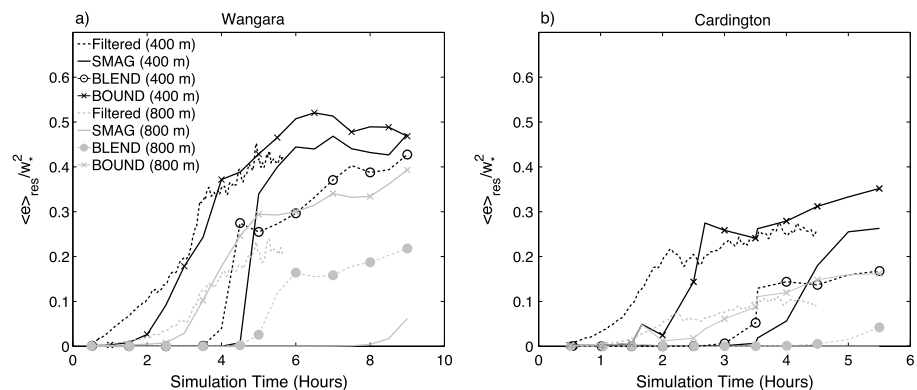 a)
Wangara
Filtered (400 m)
SMAG (400 m)
BLEND (400 m)
BOUND (400 m)
Filtered (800 m)
SMAG (800 m)
BLEND (800 m)
BOUND (800 m)
<e>res/w*2
0.6
0.5
0.4
0.3
0.2
0.1
0
0 2 4 6 8 10
Simulation Time (Hours)
b)
Cardington
<e>res/w*2
0.6
0.5
0.4
0.3
0.2
0.1
0
0 1 2 3 4 5 6
Simulation Time (Hours)